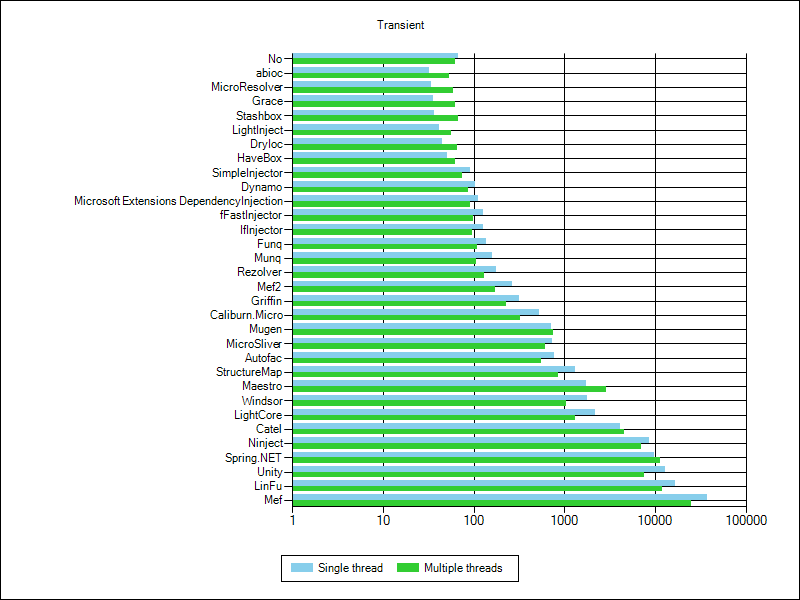 Transient
No
abioc
MicroResolver
Grace
Stashbox
LightInject
DryIoc
HaveBox
SimpleInjector
Dynamo
Microsoft Extensions DependencyInjection
fFastInjector
IfInjector
Funq
Munq
Rezolver
Mef2
Griffin
Caliburn.Micro
Mugen
MicroSliver
Autofac
StructureMap
Maestro
Windsor
LightCore
Catel
Ninject
Spring.NET
Unity
LinFu
Mef
1 10 100 1000 10000 100000
Single thread Multiple threads